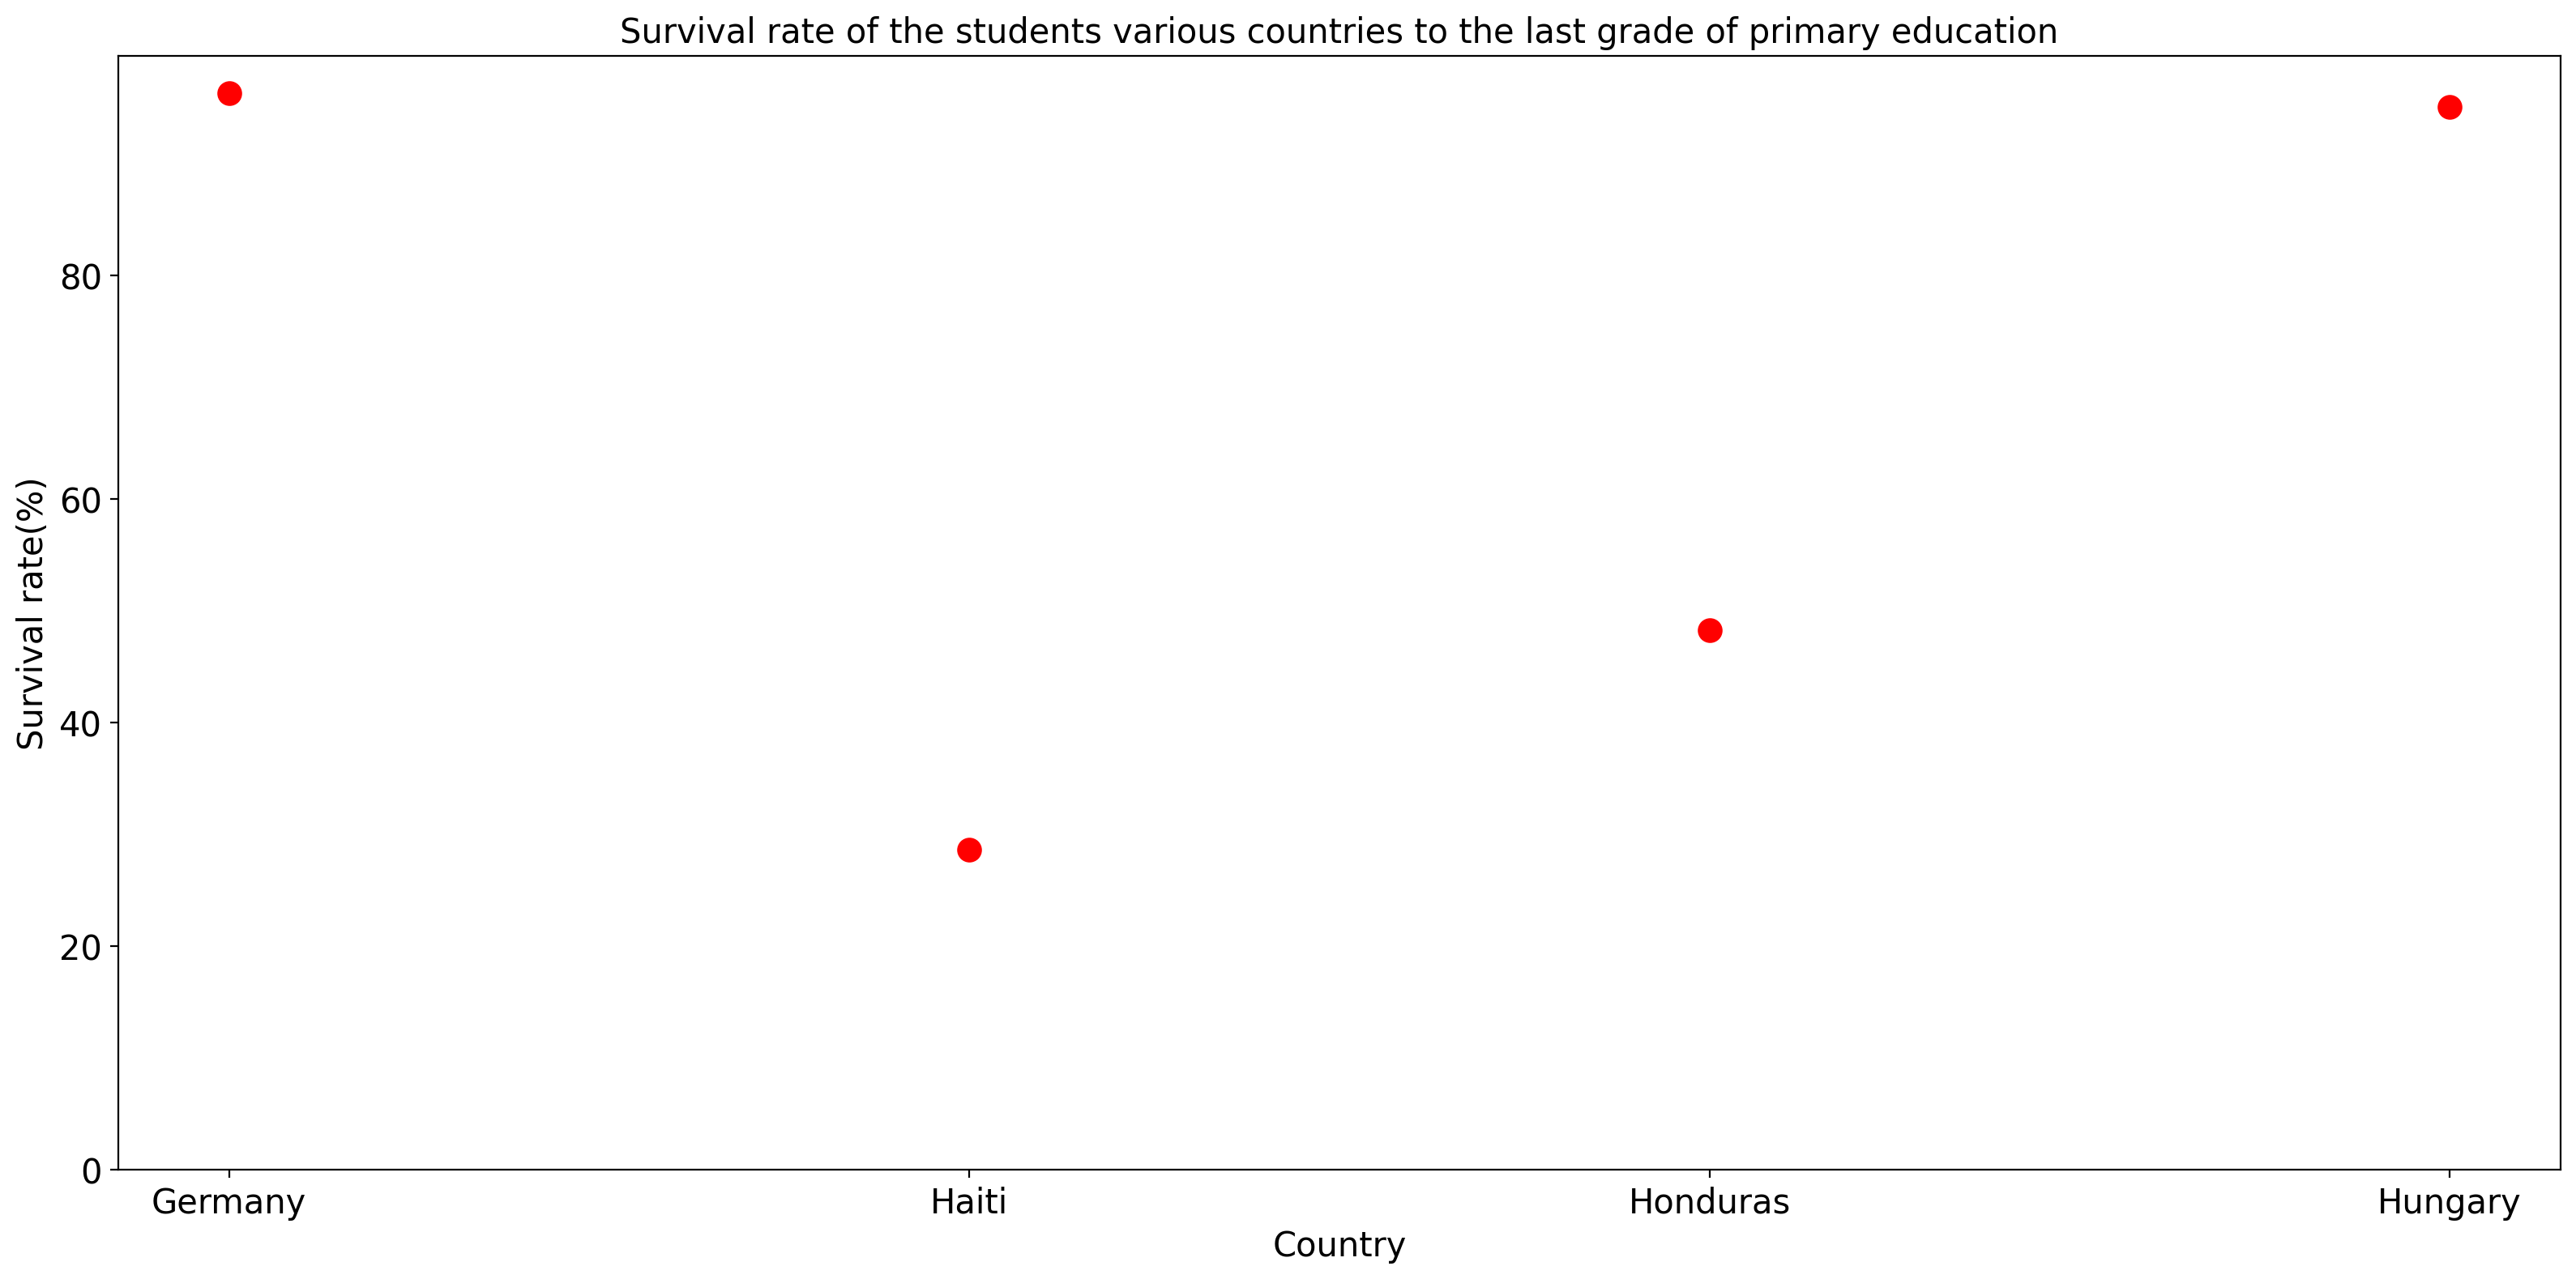 Survival rate of the students various countries to the last grade of primary education
Survival rate(%)
80
60
40
20
0
Germany Haiti Honduras Hungary
Country